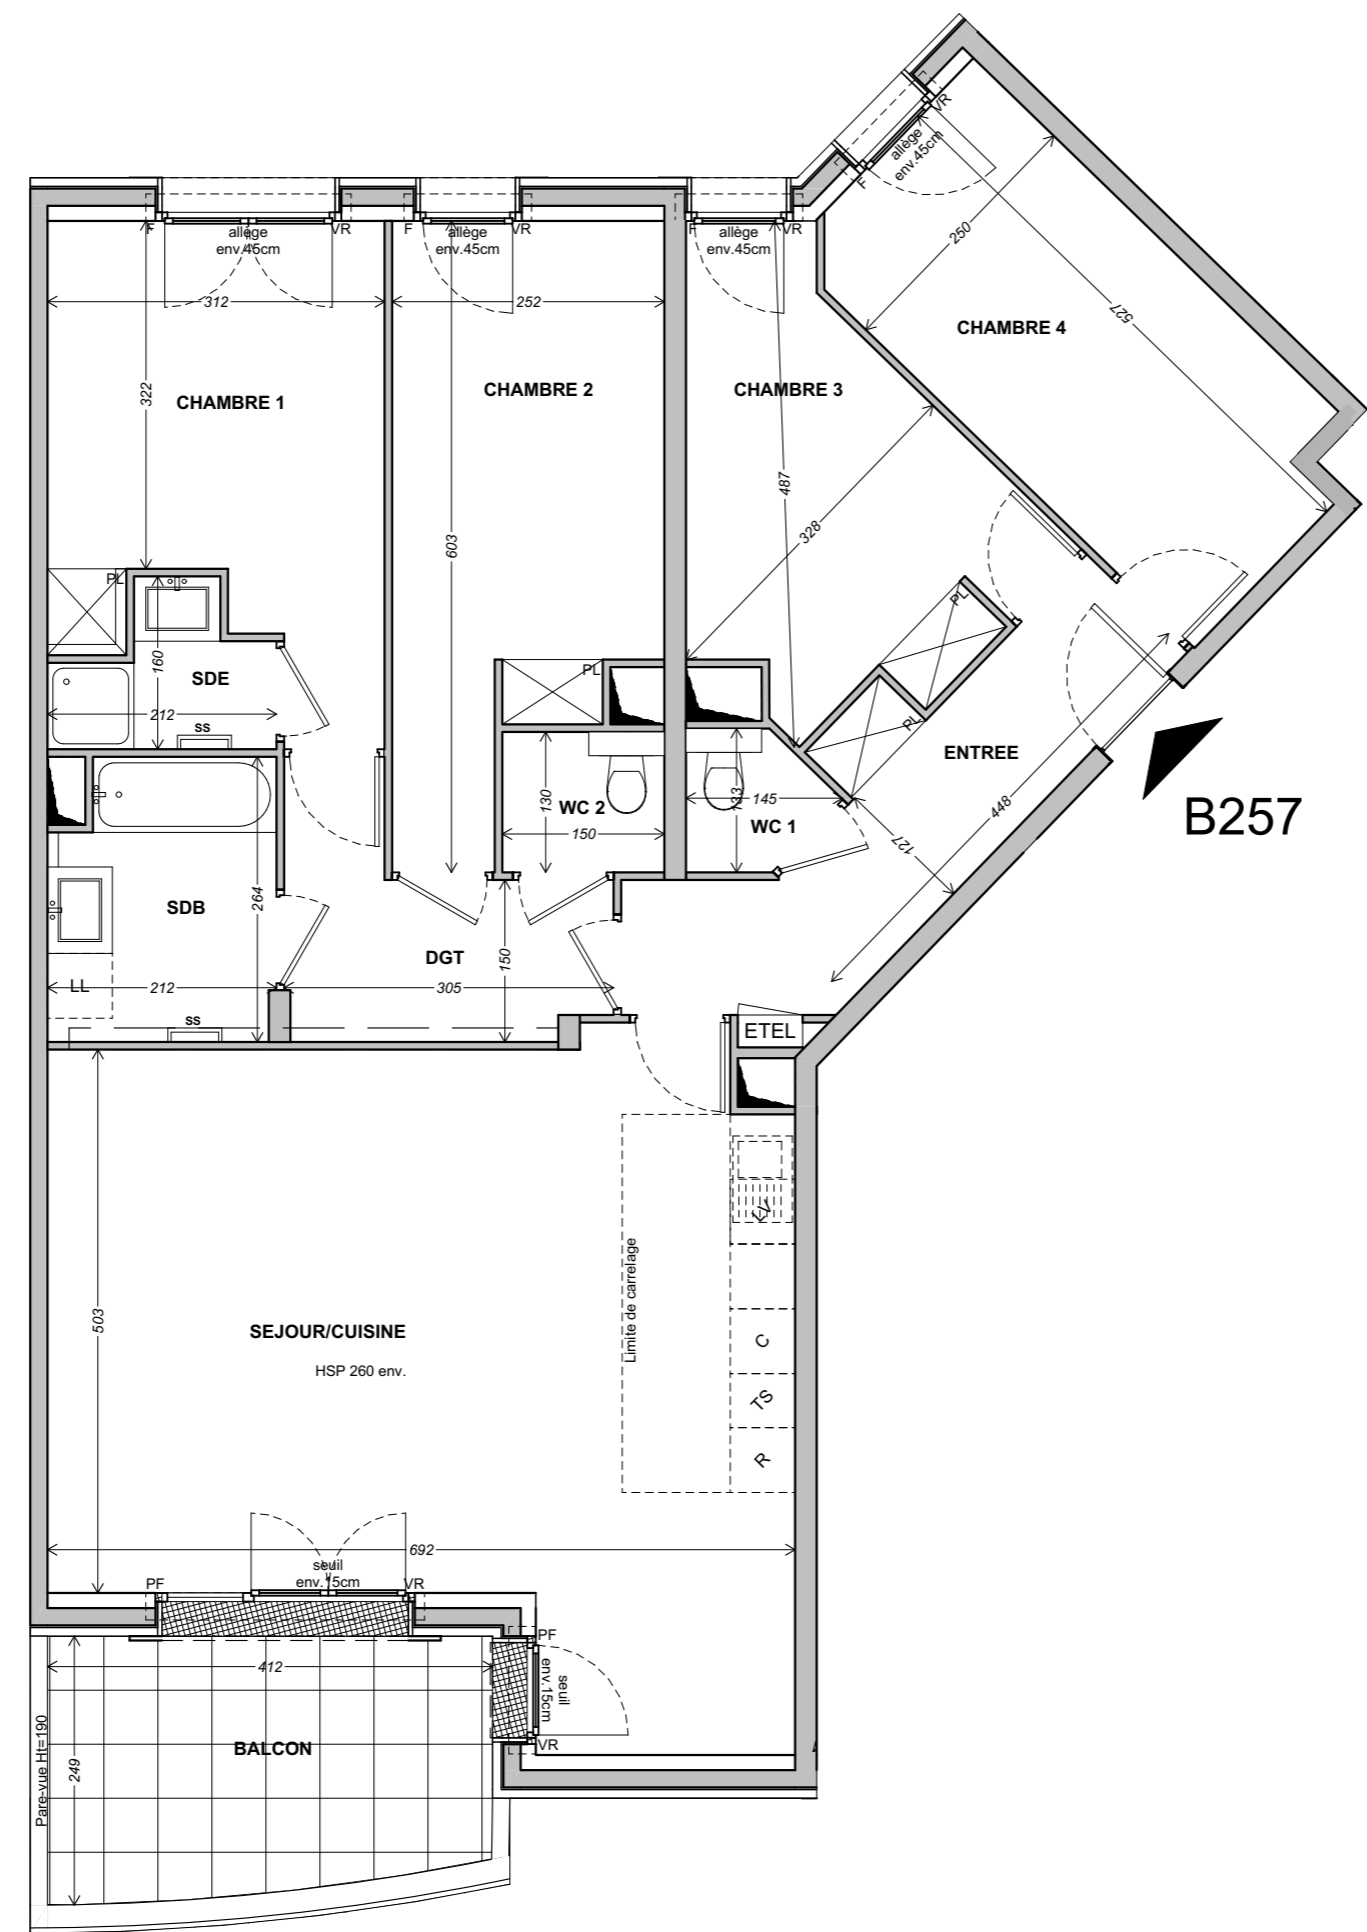 VR
allège
env.45cm
F
250
527
CHAMBRE 4
F
allège
env.45cm
VR
F
allège
env.45cm
VR
F
allège
env.45cm
VR
312
252
322
CHAMBRE 1
CHAMBRE 2
CHAMBRE 3
487
603
328
PL
160
SDE
212
ss
PL
PL
PL
ENTREE
448
B257
130
WC 2
150
133
145
WC 1
127
SDB
264
LL
212
ss
DGT
150
305
ETEL
503
Limite de carrelage
LV
C
TS
R
SEJOUR/CUISINE
HSP 260 env.
692
seuil
env.15cm
PF
VR
PF
seuil
env.15cm
VR
412
BALCON
249
Pare-vue Ht=190